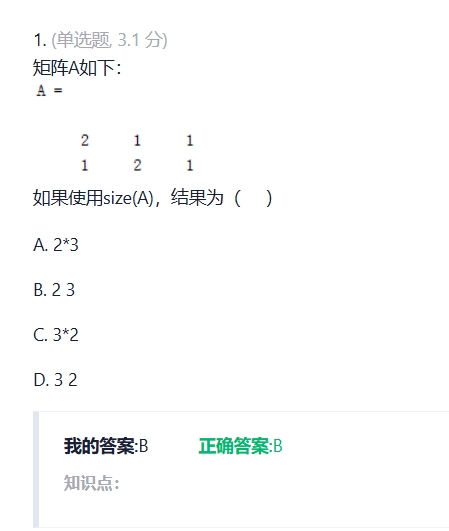 1. (单选题, 3.1 分)
矩阵A如下：
A =
2 1 1
1 2 1
如果使用size(A)，结果为（ ）
A. 2*3
B. 2 3
C. 3*2
D. 3 2
我的答案:B 正确答案:B
知识点：